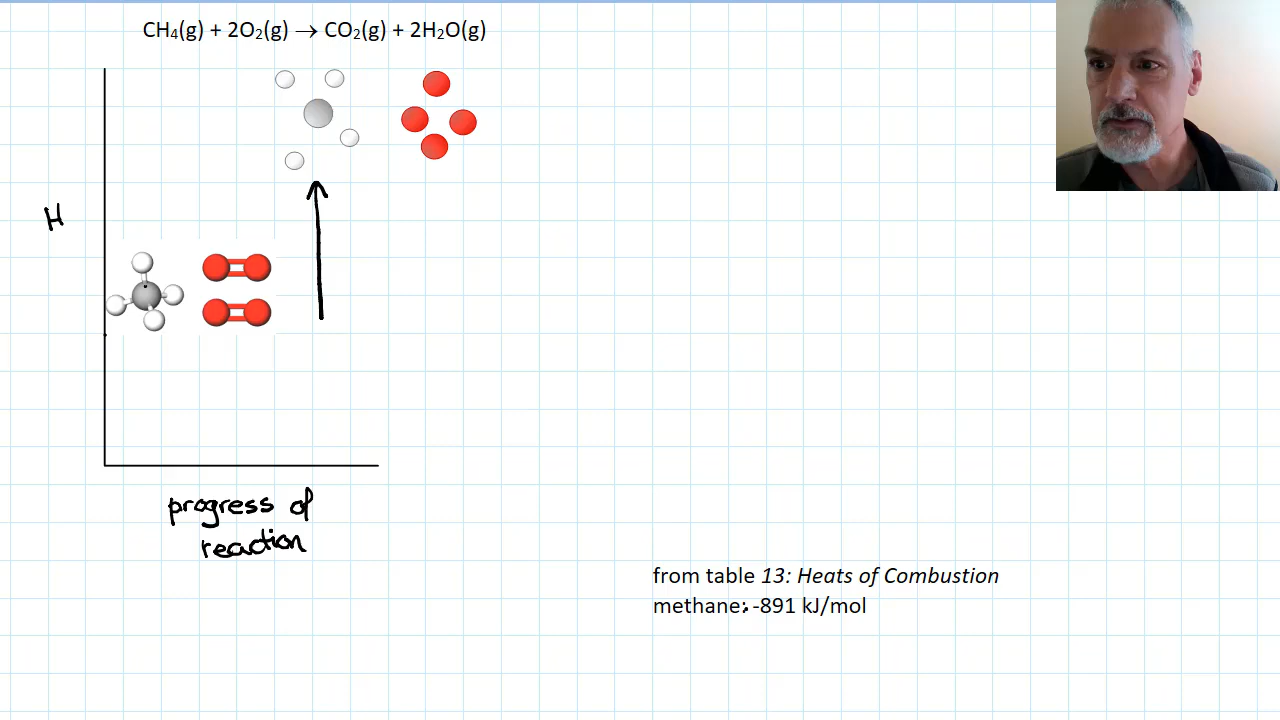 CH₄(g) + 2O₂(g) → CO₂(g) + 2H₂O(g)
H
progress of
reaction
from table 13: Heats of Combustion
methane: -891 kJ/mol